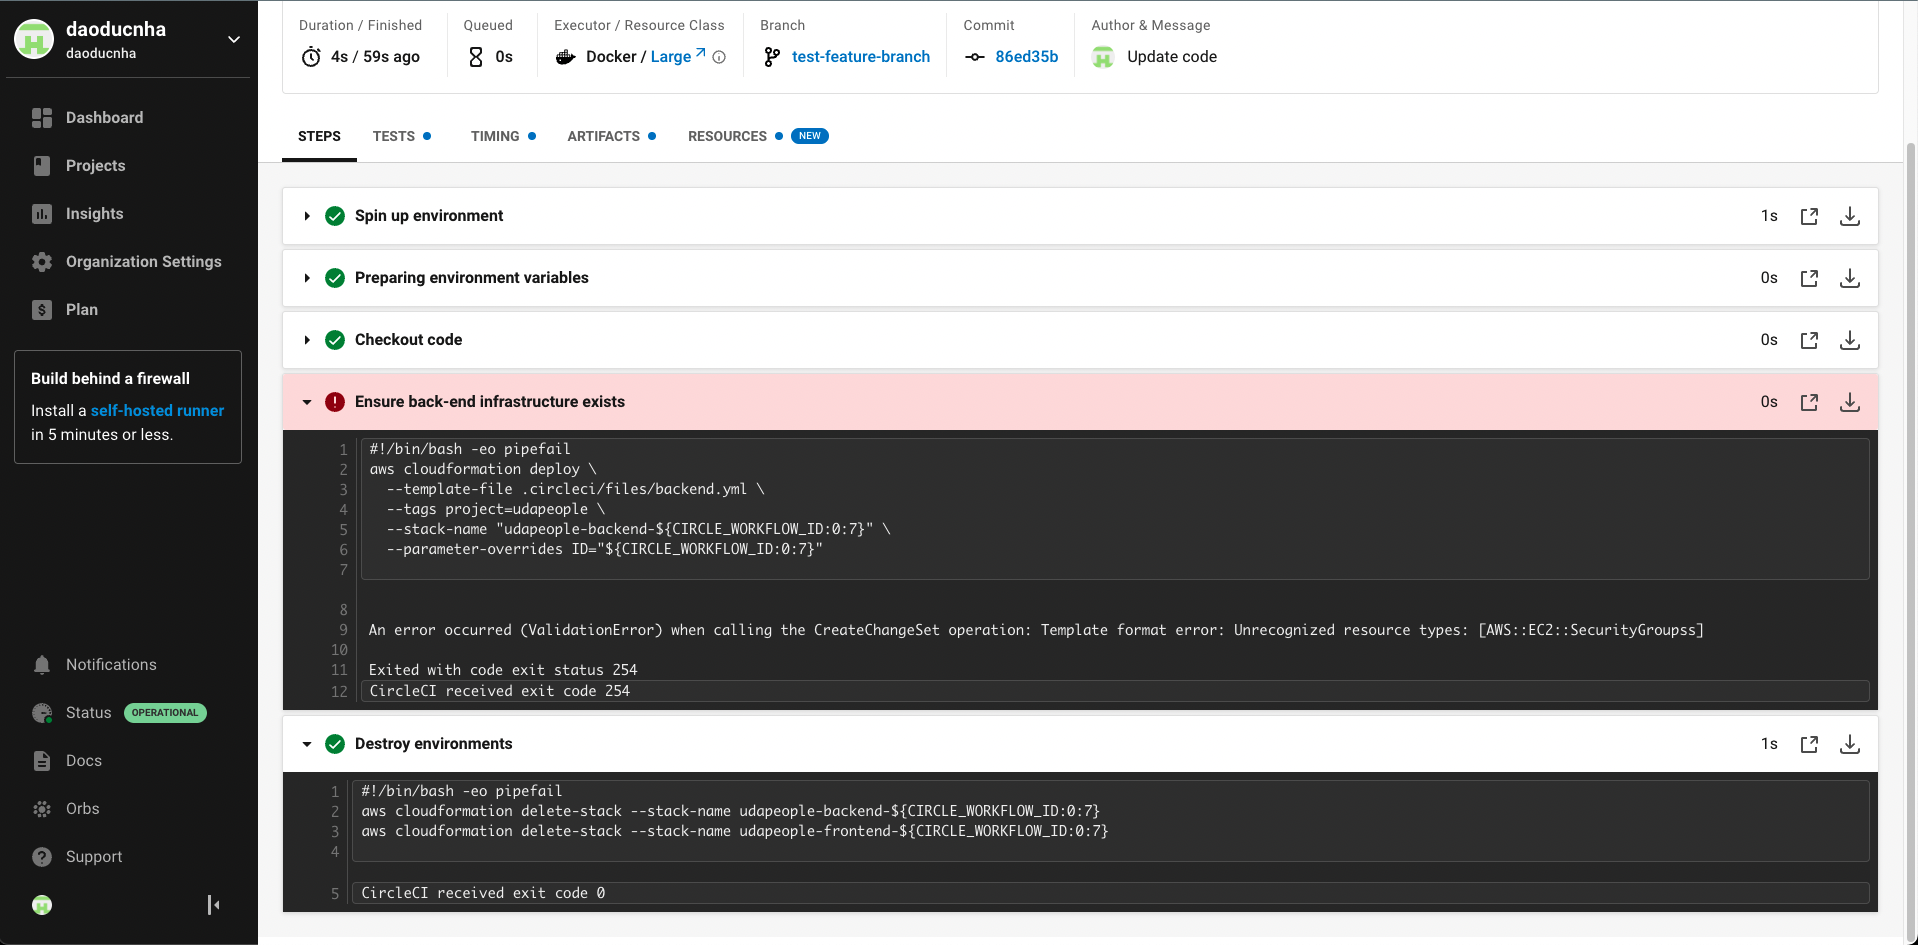 daoducnha
daoducnha
Dashboard
Projects
Insights
Organization Settings
Plan
Build behind a firewall
Install a self-hosted runner
in 5 minutes or less.
Notifications
Status OPERATIONAL
Docs
Orbs
Support
Duration / Finished
4s / 59s ago
Queued
0s
Executor / Resource Class
Docker / Large
Branch
test-feature-branch
Commit
86ed35b
Author & Message
Update code
STEPS TESTS TIMING ARTIFACTS RESOURCES NEW
Spin up environment 1s
Preparing environment variables 0s
Checkout code 0s
Ensure back-end infrastructure exists 0s
1 #!/bin/bash -eo pipefail
2 aws cloudformation deploy \
3 --template-file .circleci/files/backend.yml \
4 --tags project=udapeople \
5 --stack-name "udapeople-backend-${CIRCLE_WORKFLOW_ID:0:7}" \
6 --parameter-overrides ID="${CIRCLE_WORKFLOW_ID:0:7}"
7
8
9 An error occurred (ValidationError) when calling the CreateChangeSet operation: Template format error: Unrecognized resource types: [AWS::EC2::SecurityGroupss]
10
11 Exited with code exit status 254
12 CircleCI received exit code 254
Destroy environments 1s
1 #!/bin/bash -eo pipefail
2 aws cloudformation delete-stack --stack-name udapeople-backend-${CIRCLE_WORKFLOW_ID:0:7}
3 aws cloudformation delete-stack --stack-name udapeople-frontend-${CIRCLE_WORKFLOW_ID:0:7}
4
5 CircleCI received exit code 0